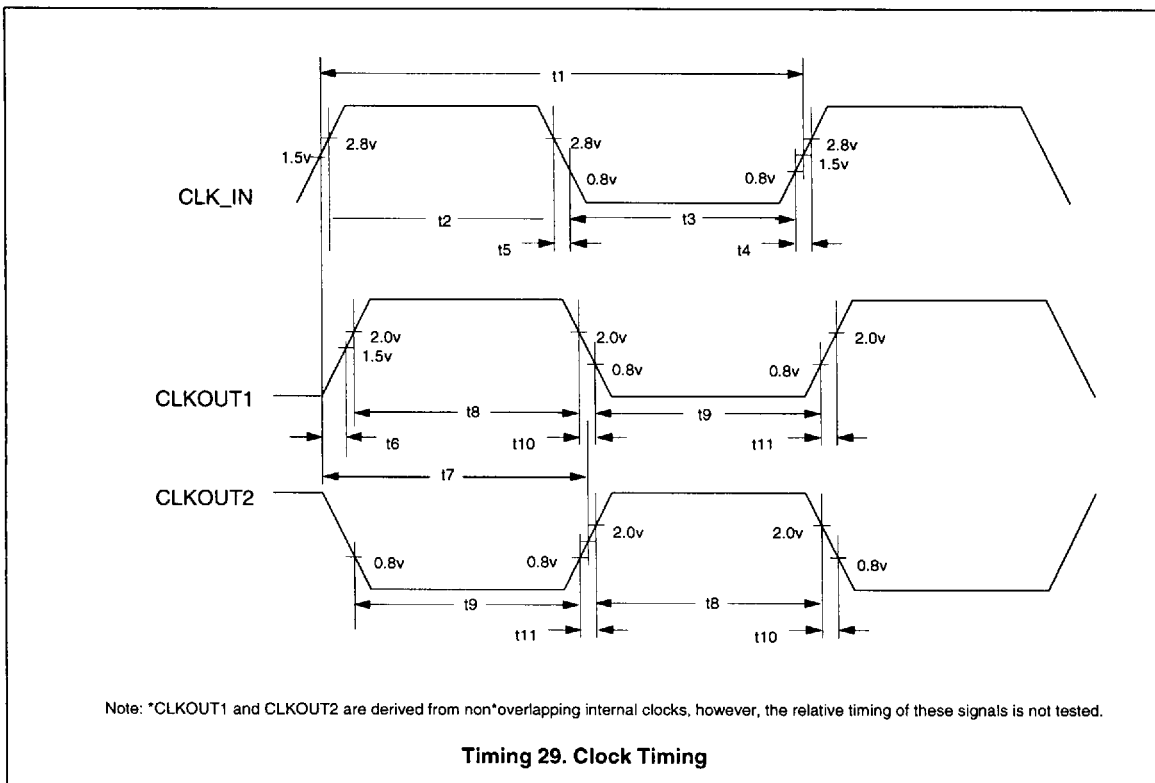 t1
2.8v
2.8v
2.8v
1.5v
1.5v
0.8v
0.8v
CLK_IN
t2
t3
t5
t4
2.0v
2.0v
2.0v
1.5v
0.8v
0.8v
CLKOUT1
t8
t9
t6
t10
t11
t7
CLKOUT2
2.0v
2.0v
0.8v
0.8v
0.8v
t9
t8
t11
t10
Note: *CLKOUT1 and CLKOUT2 are derived from non*overlapping internal clocks, however, the relative timing of these signals is not tested.
Timing 29. Clock Timing